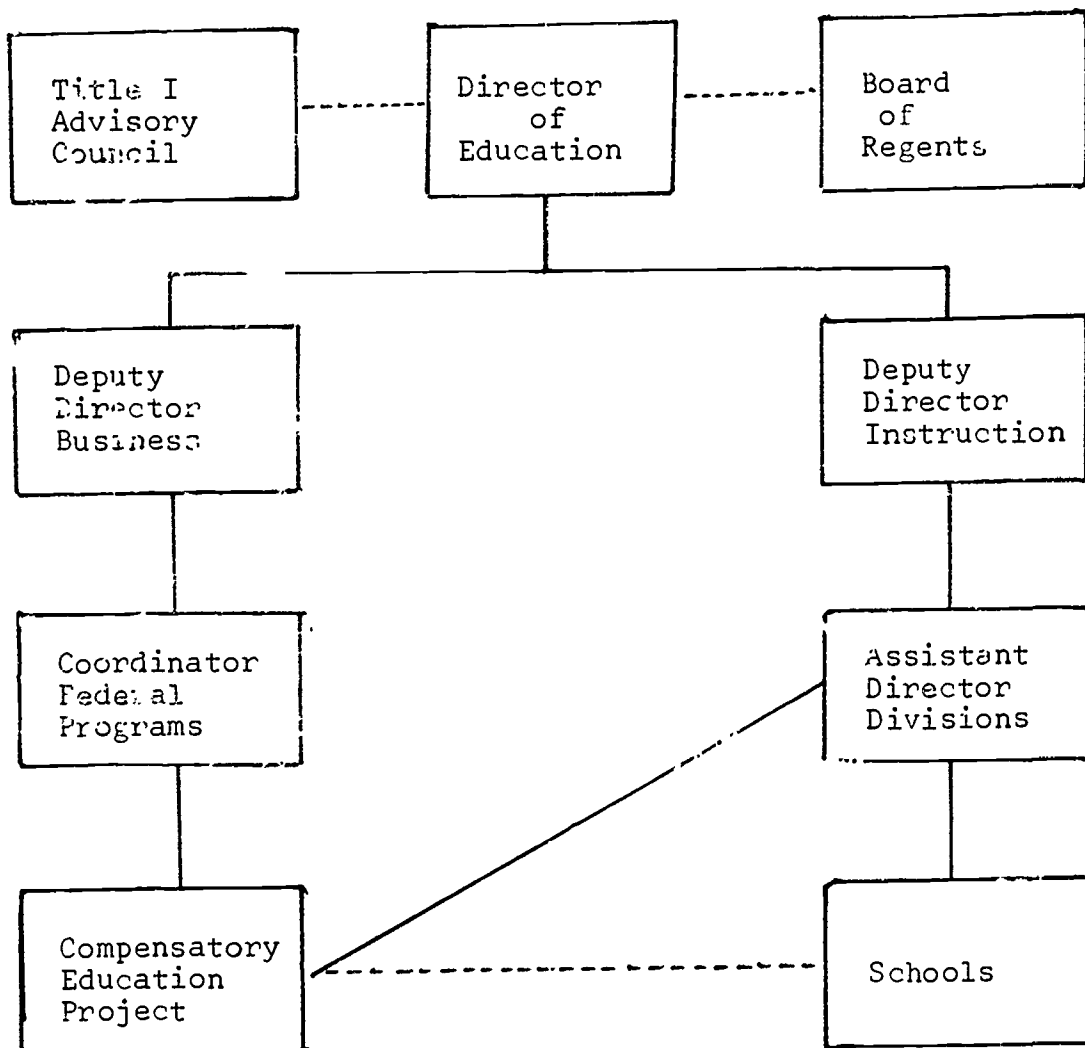 Title I
Advisory
Council
Director
of
Education
Board
of
Regents
Deputy
Director
Business
Deputy
Director
Instruction
Coordinator
Federal
Programs
Assistant
Director
Divisions
Compensatory
Education
Project
Schools